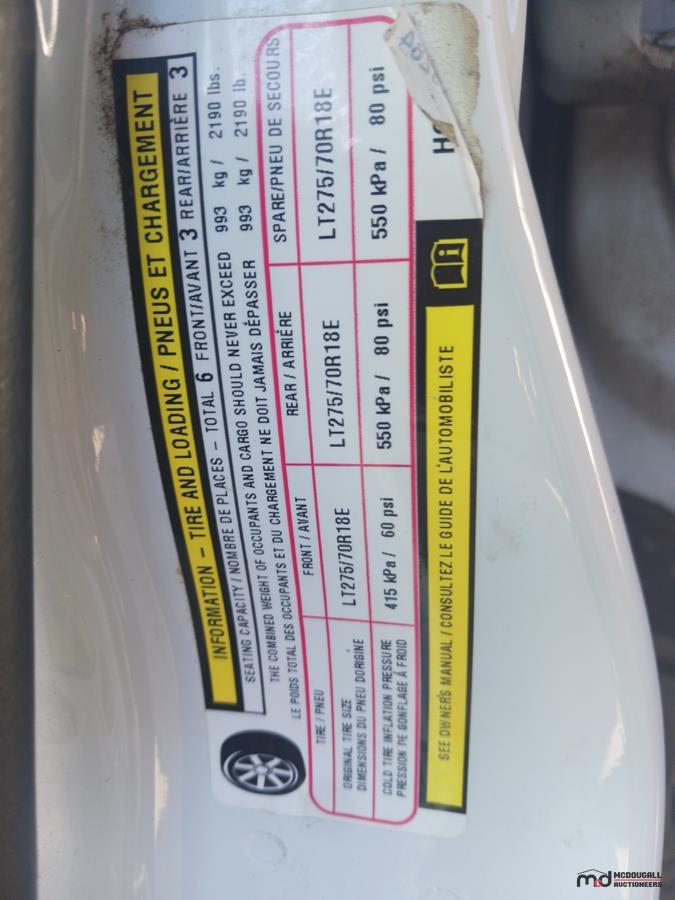 INFORMATION - TIRE AND LOADING / PNEUS ET CHARGEMENT
SEATING CAPACITY / NOMBRE DE PLACES - TOTAL 6 FRONT/AVANT 3 REAR/ARRIÈRE 3
THE COMBINED WEIGHT OF OCCUPANTS AND CARGO SHOULD NEVER EXCEED 993 kg / 2190 lbs.
LE POIDS TOTAL DES OCCUPANTS ET DU CHARGEMENT NE DOIT JAMAIS DÉPASSER 993 kg / 2190 lb.
TIRE / PNEU FRONT / AVANT REAR / ARRIÉRE SPARE/PNEU DE SECOURS
ORIGINAL TIRE SIZE
DIMENSIONS DU PNEU DORIGINE LT275/70R18E LT275/70R18E LT275/70R18E
COLD TIRE INFLATION PRESSURE
PRESSION DE GONFLAGE À FROID 415 kPa / 60 psi 550 kPa / 80 psi 550 kPa / 80 psi
SEE OWNER'S MANUAL / CONSULTEZ LE GUIDE DE L'AUTOMOBILISTE
md MCDOUGALL
AUCTIONEERS